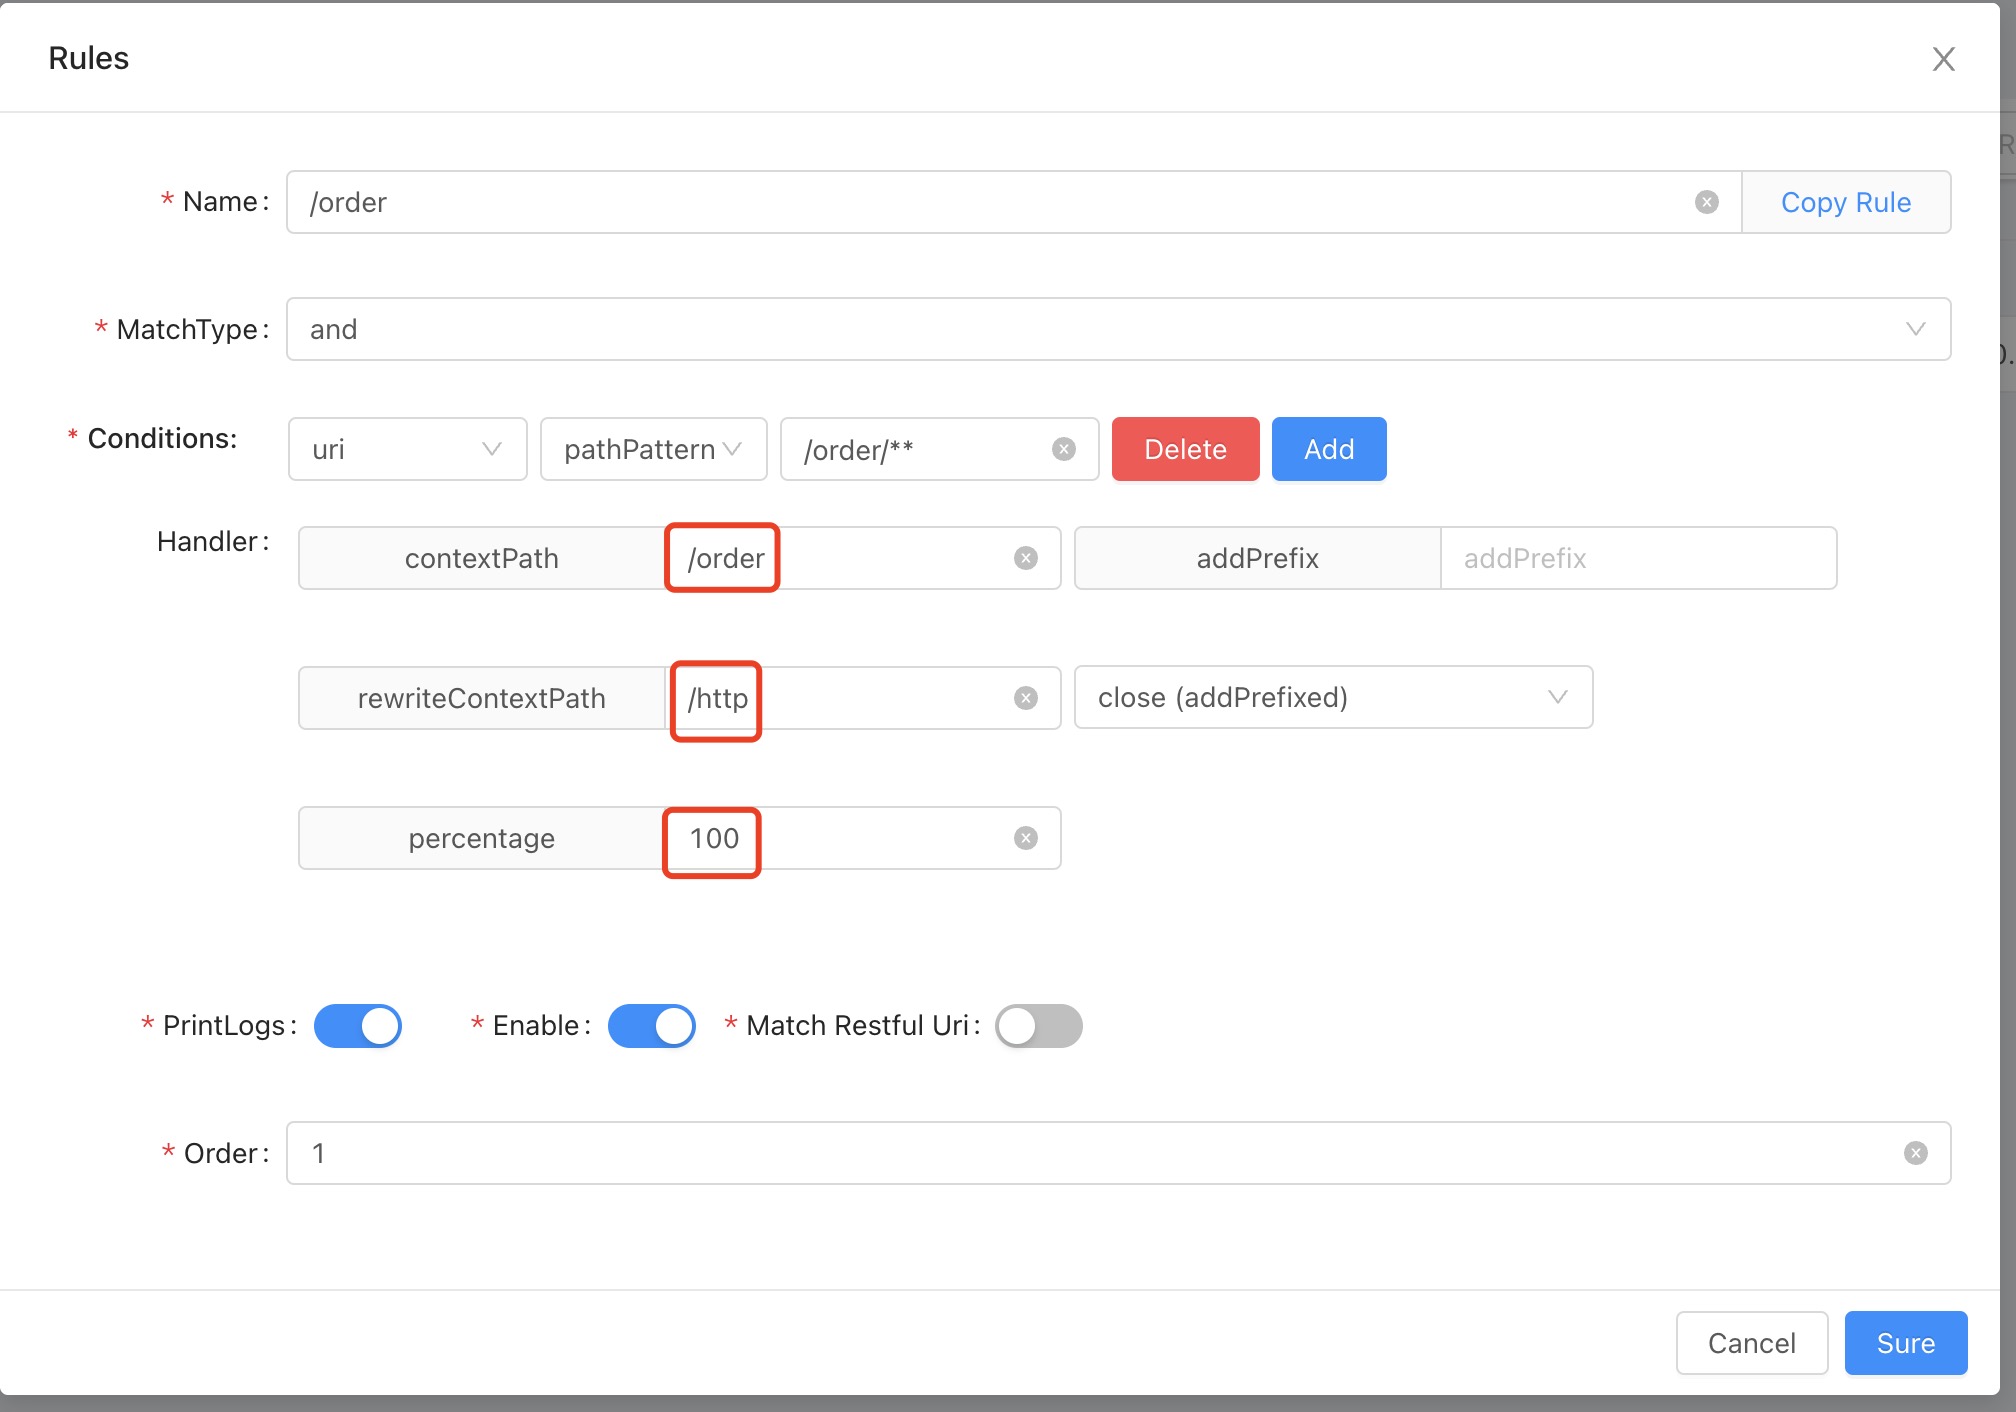 Rules
* Name: /order Copy Rule
* MatchType: and
* Conditions: uri pathPattern /order/** Delete Add
Handler: contextPath /order addPrefix addPrefix
rewriteContextPath /http close (addPrefixed)
percentage 100
* PrintLogs: * Enable: * Match Restful Uri:
* Order: 1
Cancel Sure